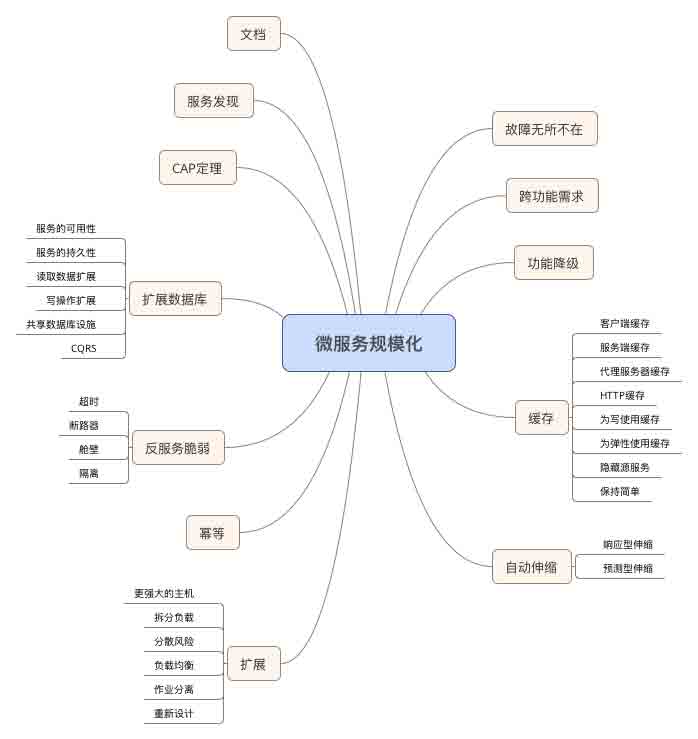 微服务规模化
故障无所不在
跨功能需求
功能降级
缓存
客户端缓存
服务端缓存
代理服务器缓存
HTTP缓存
为写使用缓存
为弹性使用缓存
隐藏源服务
保持简单
自动伸缩
响应型伸缩
预测型伸缩
文档
服务发现
CAP定理
扩展数据库
服务的可用性
服务的持久性
读取数据扩展
写操作扩展
共享数据库设施
CQRS
反服务脆弱
超时
断路器
舱壁
隔离
幂等
扩展
更强大的主机
拆分负载
分散风险
负载均衡
作业分离
重新设计